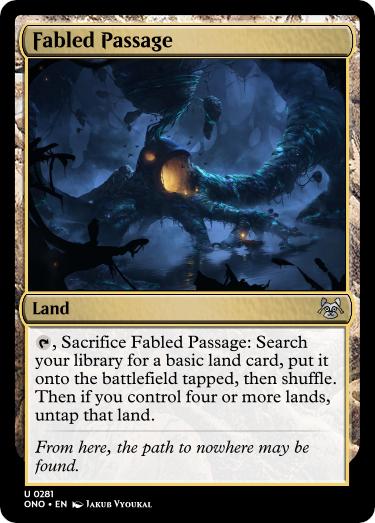 Fabled Passage
Land
, Sacrifice Fabled Passage: Search
your library for a basic land card, put it
onto the battlefield tapped, then shuffle.
Then if you control four or more lands,
untap that land.
From here, the path to nowhere may be
found.
U 0281
ONO • EN Jakub Vyoukal